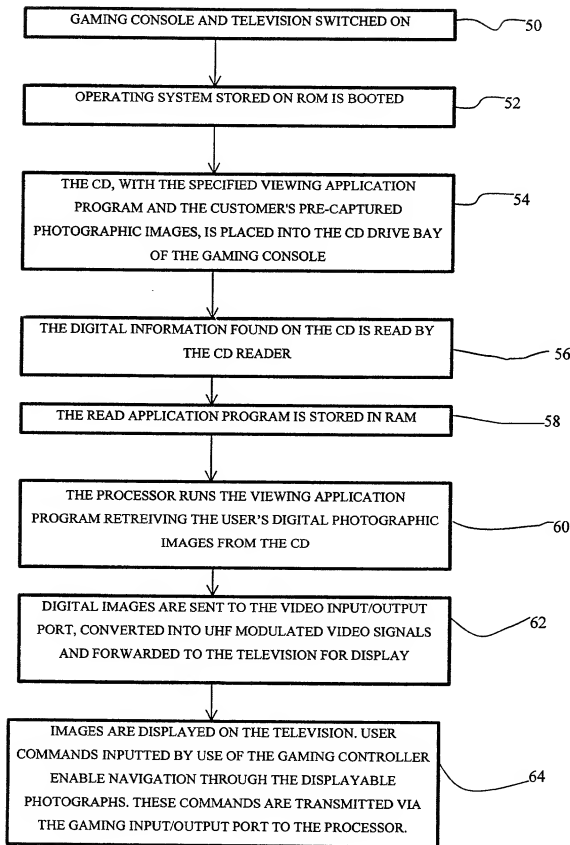 GAMING CONSOLE AND TELEVISION SWITCHED ON
50
OPERATING SYSTEM STORED ON ROM IS BOOTED
52
THE CD, WITH THE SPECIFIED VIEWING APPLICATION
PROGRAM AND THE CUSTOMER'S PRE-CAPTURED
PHOTOGRAPHIC IMAGES, IS PLACED INTO THE CD DRIVE BAY
OF THE GAMING CONSOLE
54
THE DIGITAL INFORMATION FOUND ON THE CD IS READ BY
THE CD READER
56
THE READ APPLICATION PROGRAM IS STORED IN RAM
58
THE PROCESSOR RUNS THE VIEWING APPLICATION
PROGRAM RETREIVING THE USER'S DIGITAL PHOTOGRAPHIC
IMAGES FROM THE CD
60
DIGITAL IMAGES ARE SENT TO THE VIDEO INPUT/OUTPUT
PORT, CONVERTED INTO UHF MODULATED VIDEO SIGNALS
AND FORWARDED TO THE TELEVISION FOR DISPLAY
62
IMAGES ARE DISPLAYED ON THE TELEVISION. USER
COMMANDS INPUTTED BY USE OF THE GAMING CONTROLLER
ENABLE NAVIGATION THROUGH THE DISPLAYABLE
PHOTOGRAPHS. THESE COMMANDS ARE TRANSMITTED VIA
THE GAMING INPUT/OUTPUT PORT TO THE PROCESSOR.
64